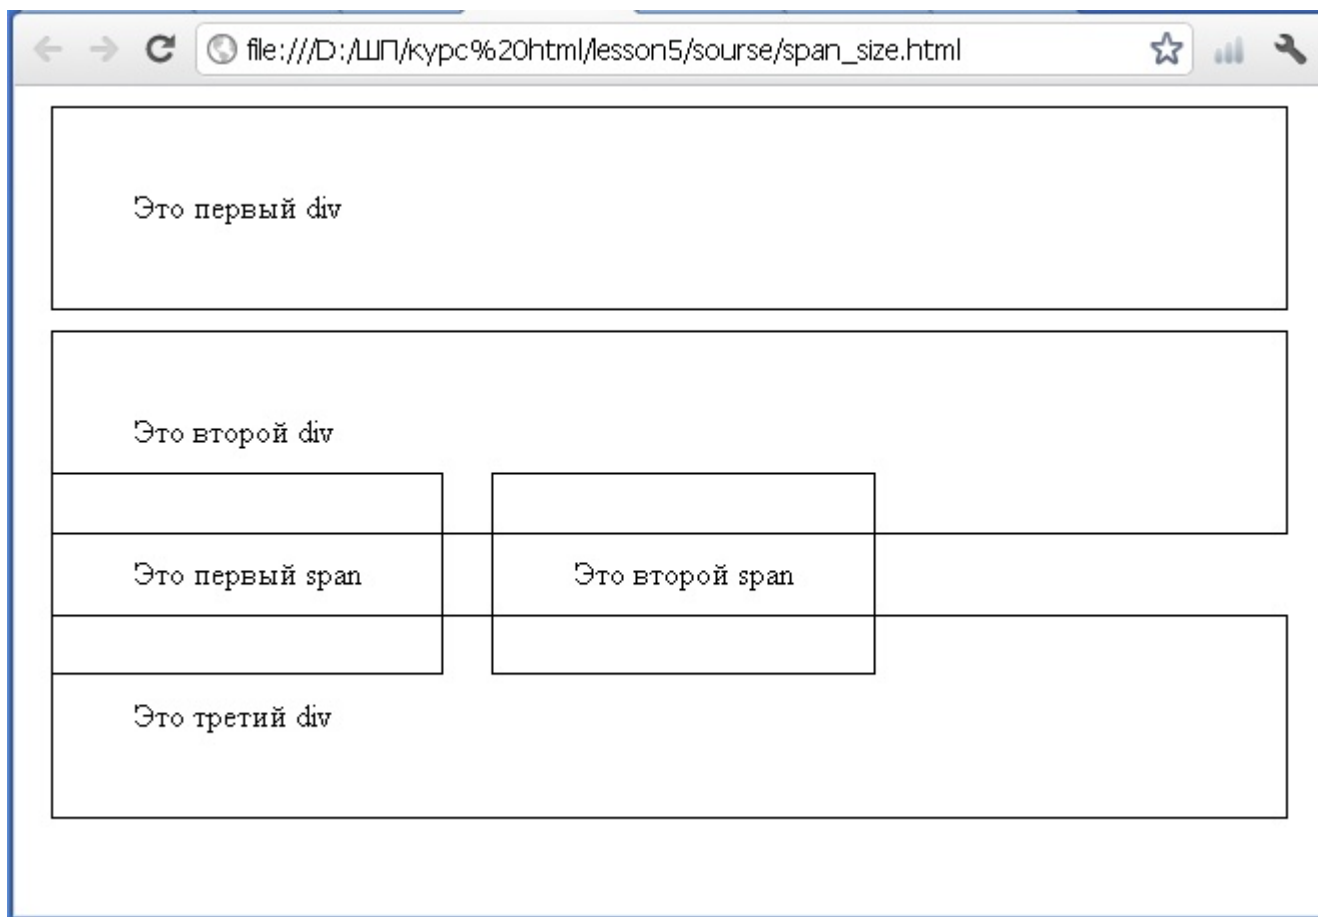 file:///D:/ШП/курс%20html/lesson5/sourse/span_size.html
Это первый div
Это второй div
Это первый span Это второй span
Это третий div